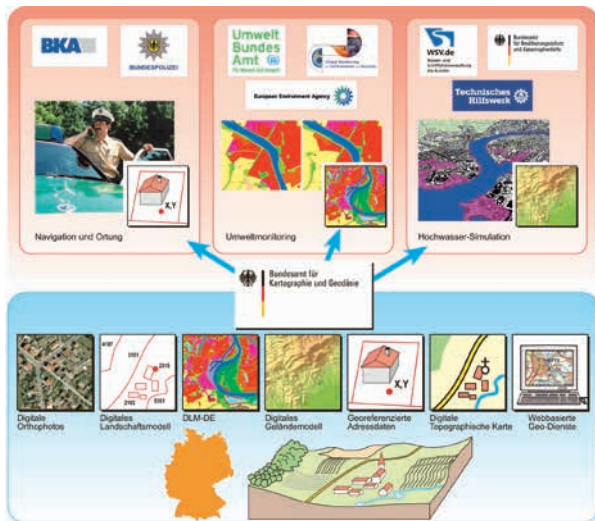 BKA
BUNDESPOLIZEI
Navigation und Ortung
X,Y
Umwelt
Bundes
Amt
European Environment Agency
Umweltmonitoring
WSV.de
Technisches
Hilfswerk
Hochwasser-Simulation
Bundesamt für
Kartographie und Geodäsie
Digitale
Orthophotos
Digitales
Landschaftsmodell
DLM-DE
Digitales
Geländemodell
X,Y
Georeferenzierte
Adressdaten
Digitale
Topographische Karte
Webbasierte
Geo-Dienste